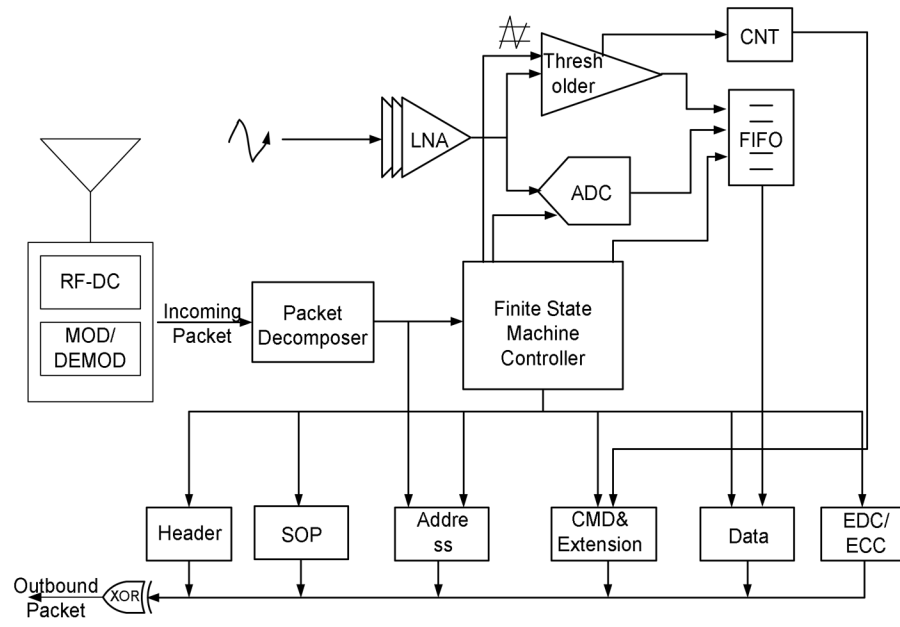 CNT
Thresh
older
LNA
FIFO
ADC
RF-DC
MOD/
DEMOD
Incoming
Packet
Packet
Decomposer
Finite State
Machine
Controller
Header
SOP
Addre
ss
CMD&
Extension
Data
EDC/
ECC
Outbound
Packet
XOR